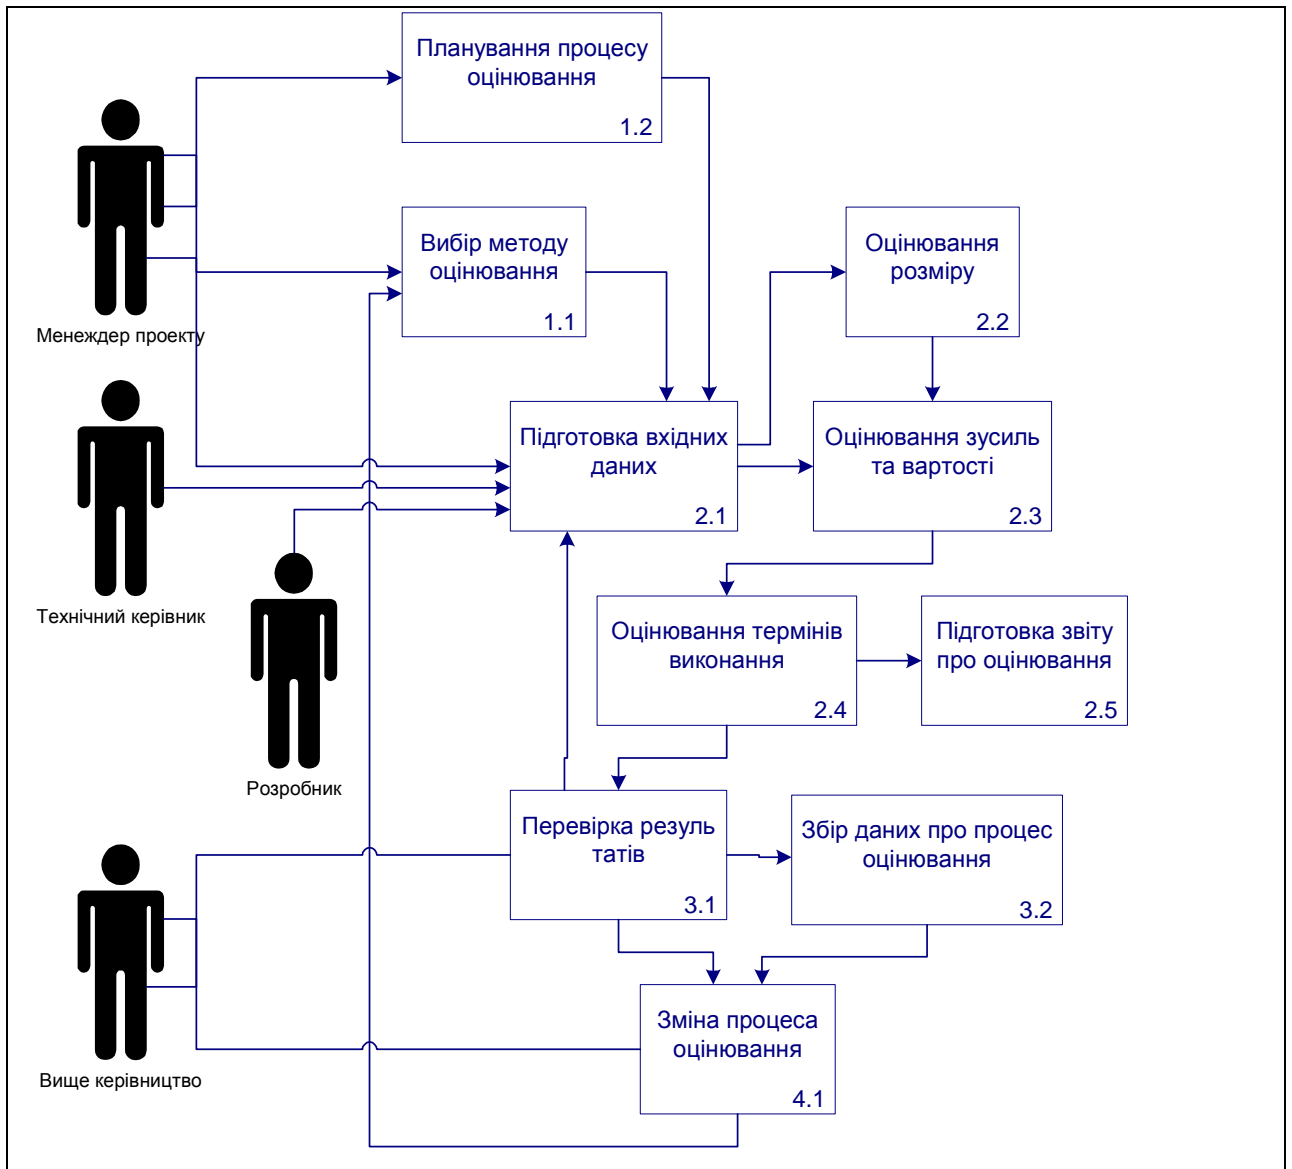 Планування процесу
оцінювання
1.2
Вибір методу
оцінювання
1.1
Оцінювання
розміру
2.2
Менеждер проекту
Підготовка вхідних
даних
2.1
Оцінювання зусиль
та вартості
2.3
Технічний керівник
Оцінювання термінів
виконання
2.4
Підготовка звіту
про оцінювання
2.5
Розробник
Перевірка резуль
татів
3.1
Збір даних про процес
оцінювання
3.2
Вище керівництво
Зміна процеса
оцінювання
4.1